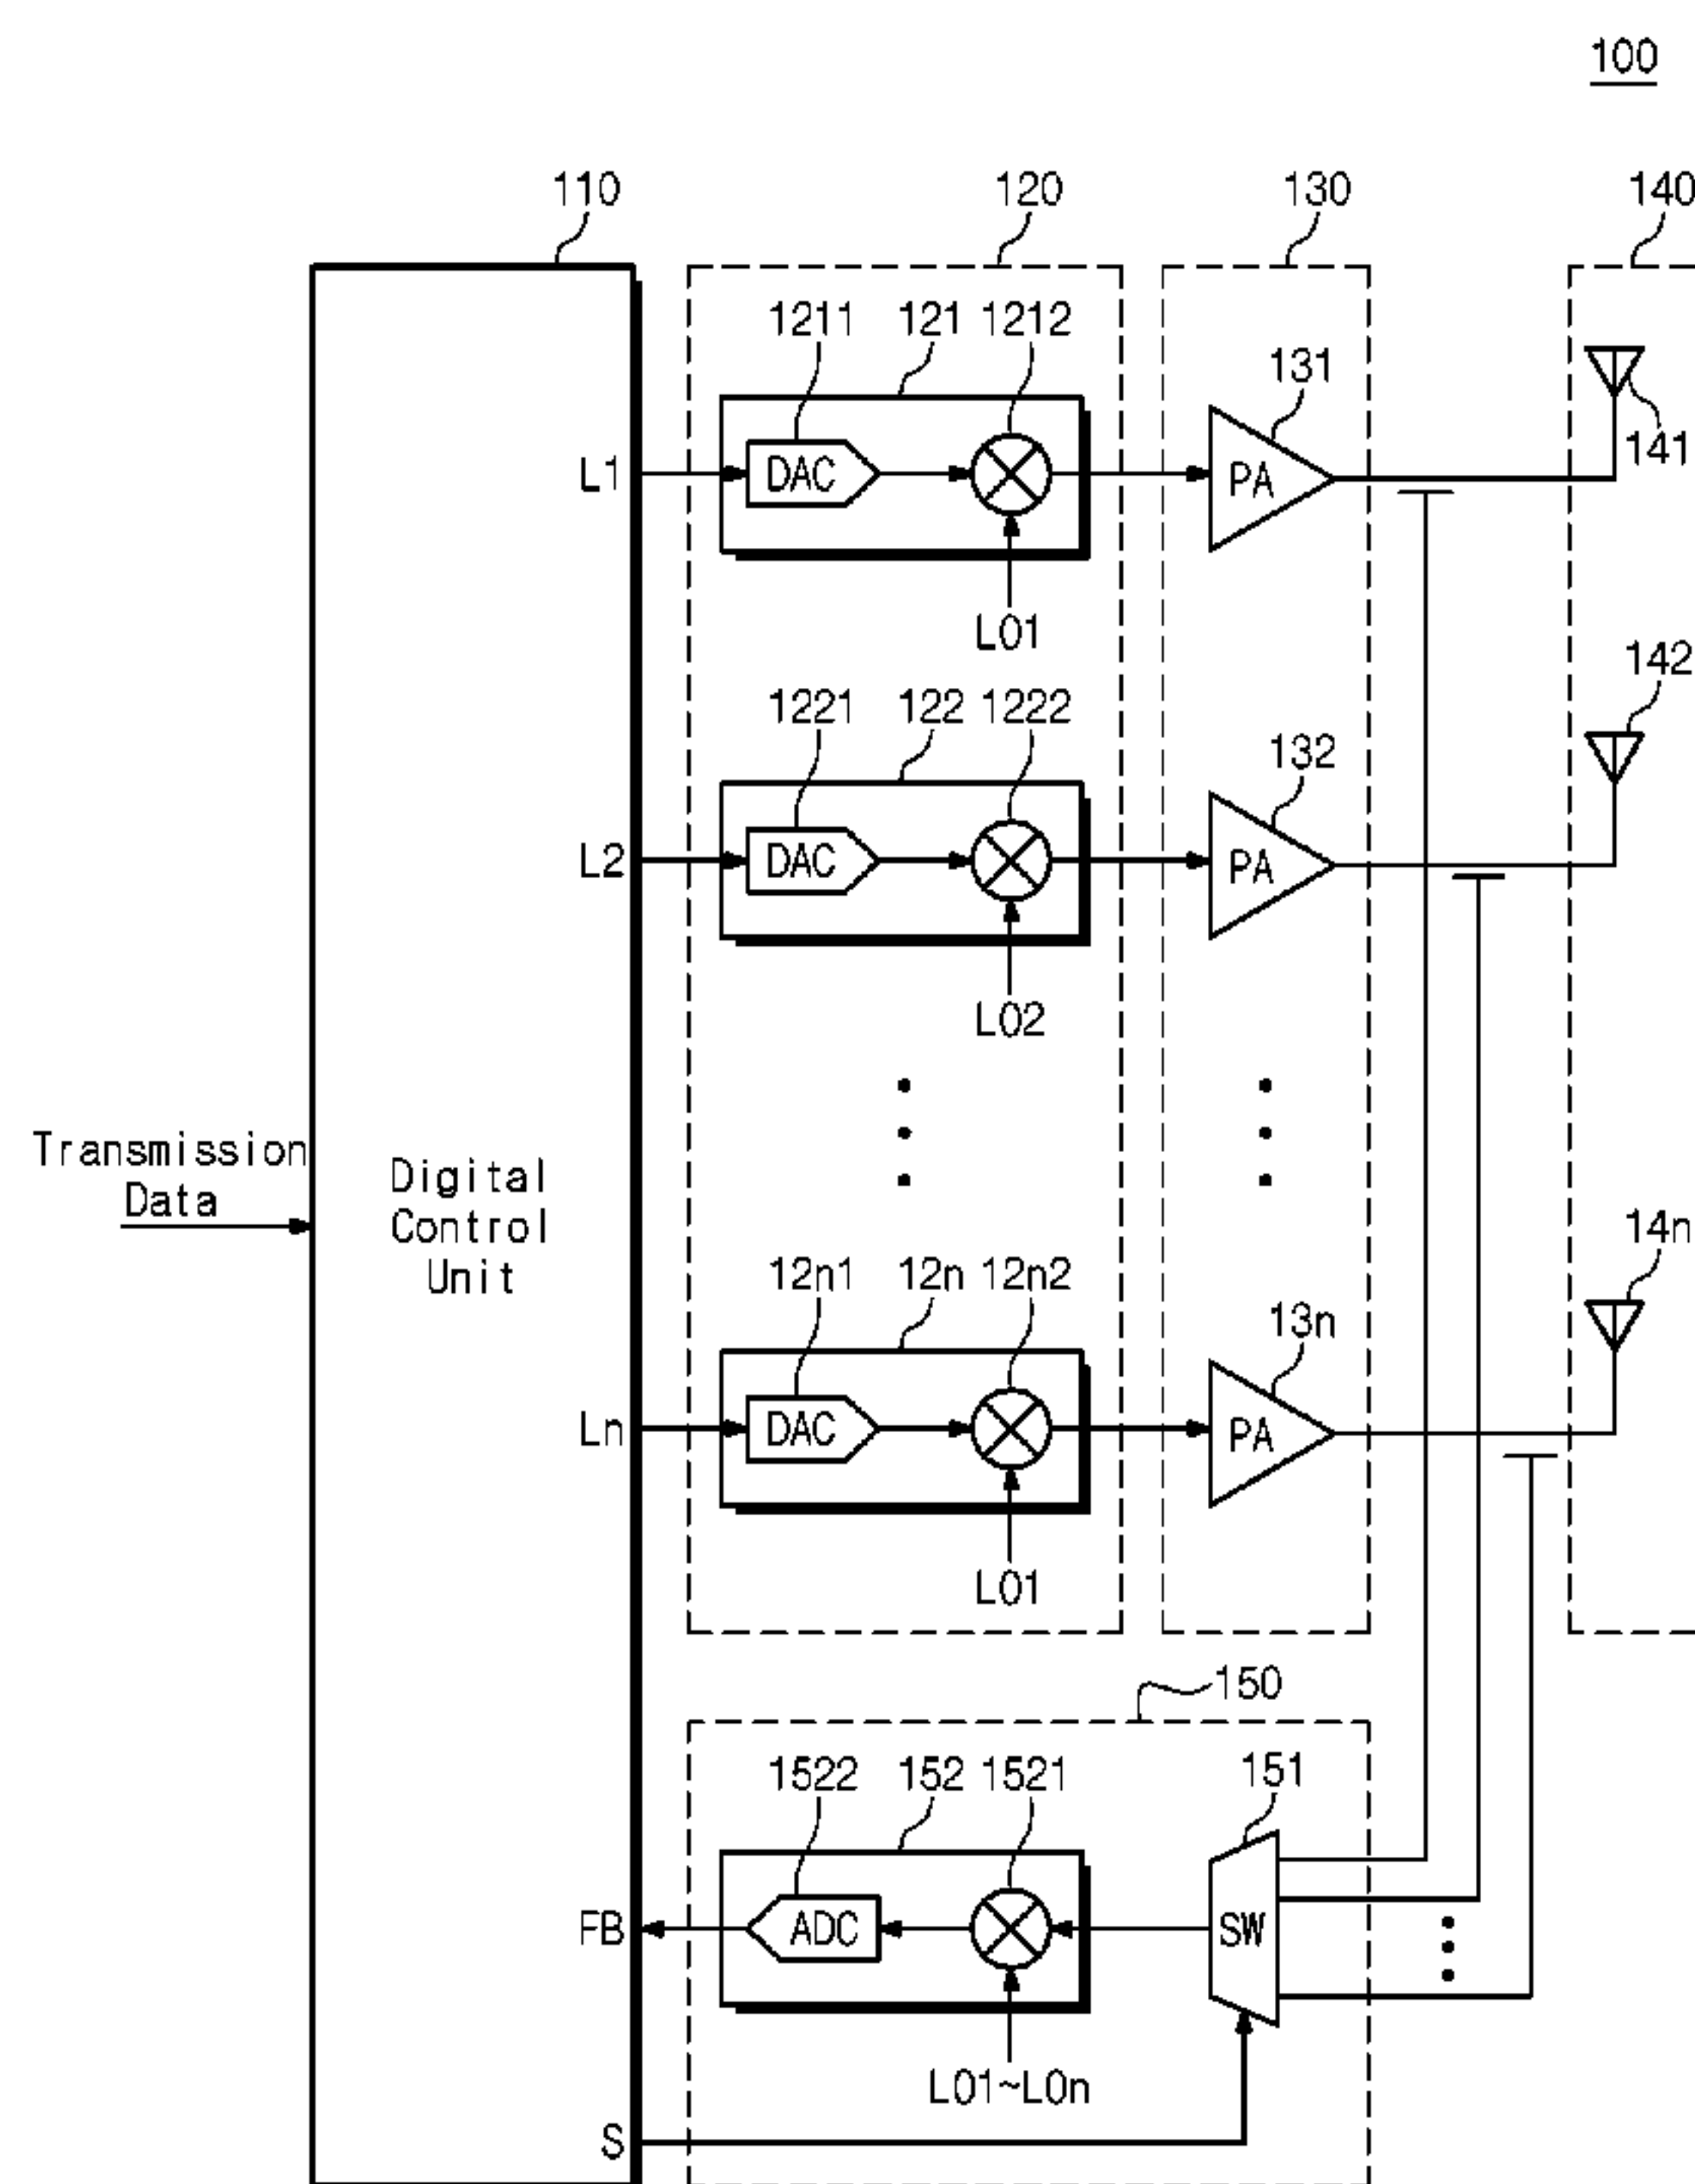 100
110
120
130
140
1211
121
1212
131
141
L1
DAC
PA
LO1
1221
122
1222
132
142
L2
DAC
PA
LO2
Transmission
Data
Digital
Control
Unit
12n1
12n
12n2
13n
14n
Ln
DAC
PA
LO1
150
1522
152
1521
151
FB
ADC
SW
LO1~LOn
S